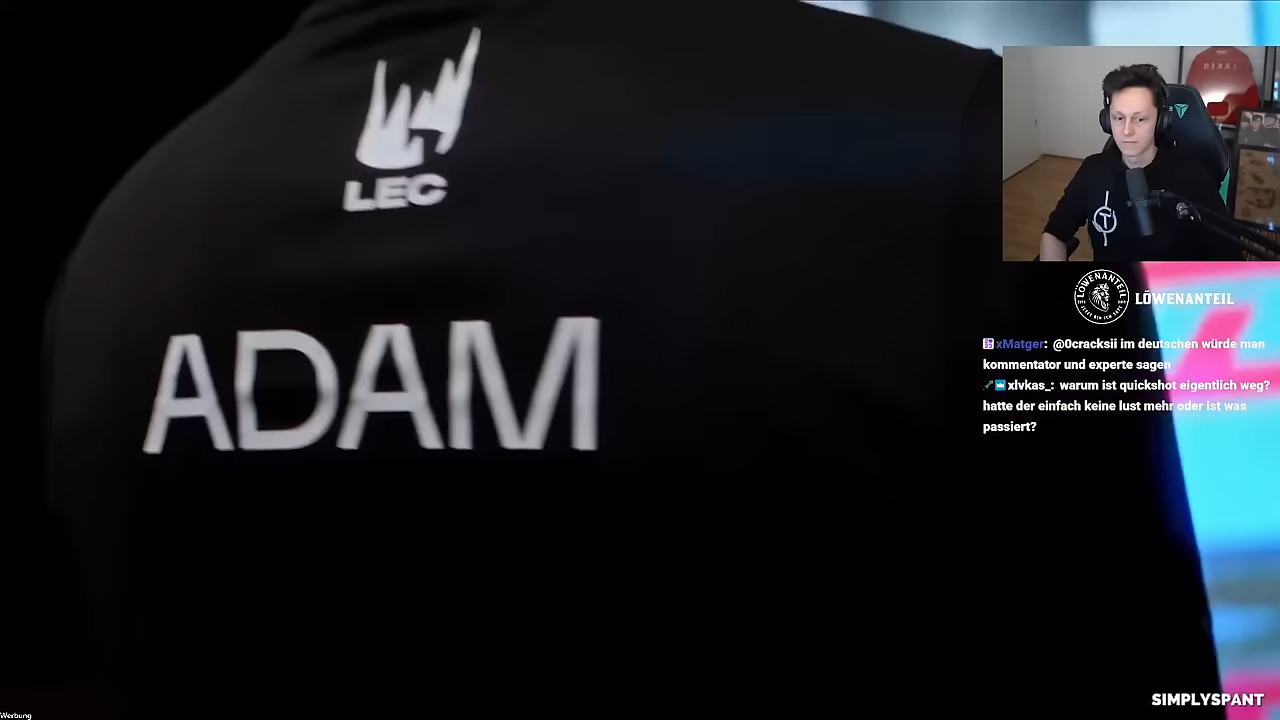 LEC
ADAM
LÖWENANTEIL
xMatger: @0cracksii im deutschen würde man
kommentator und experte sagen
xlvkas_: warum ist quickshot eigentlich weg?
hatte der einfach keine lust mehr oder ist was
passiert?
SIMPLYSPANT
Werbung